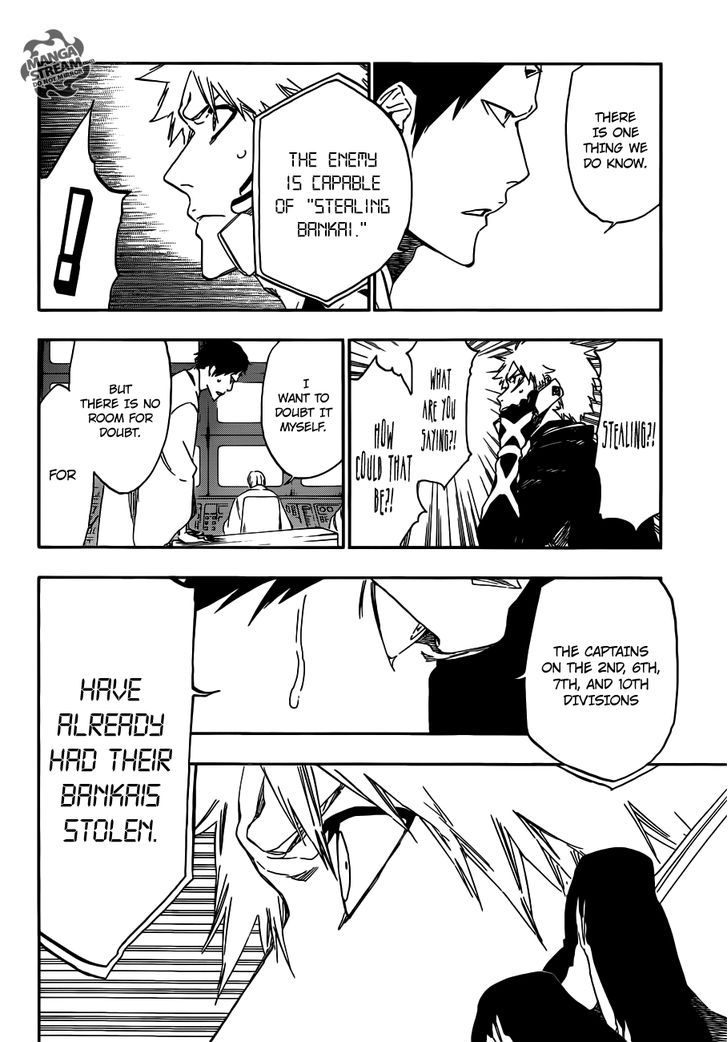 MANGA
STREAM.com
DO NOT MIRROR
THERE
IS ONE
THING WE
DO KNOW.
THE ENEMY
IS CAPABLE
OF "STEALING
BANKAI."
!
STEALING?!
WHAT
ARE YOU
SAYING?!
HOW
COULD THAT
BE?!
I
WANT TO
DOUBT IT
MYSELF.
BUT
THERE IS NO
ROOM FOR
DOUBT.
FOR
THE CAPTAINS
ON THE 2ND, 6TH,
7TH, AND 10TH
DIVISIONS
HAVE
ALREADY
HAD THEIR
BANKAIS
STOLEN.